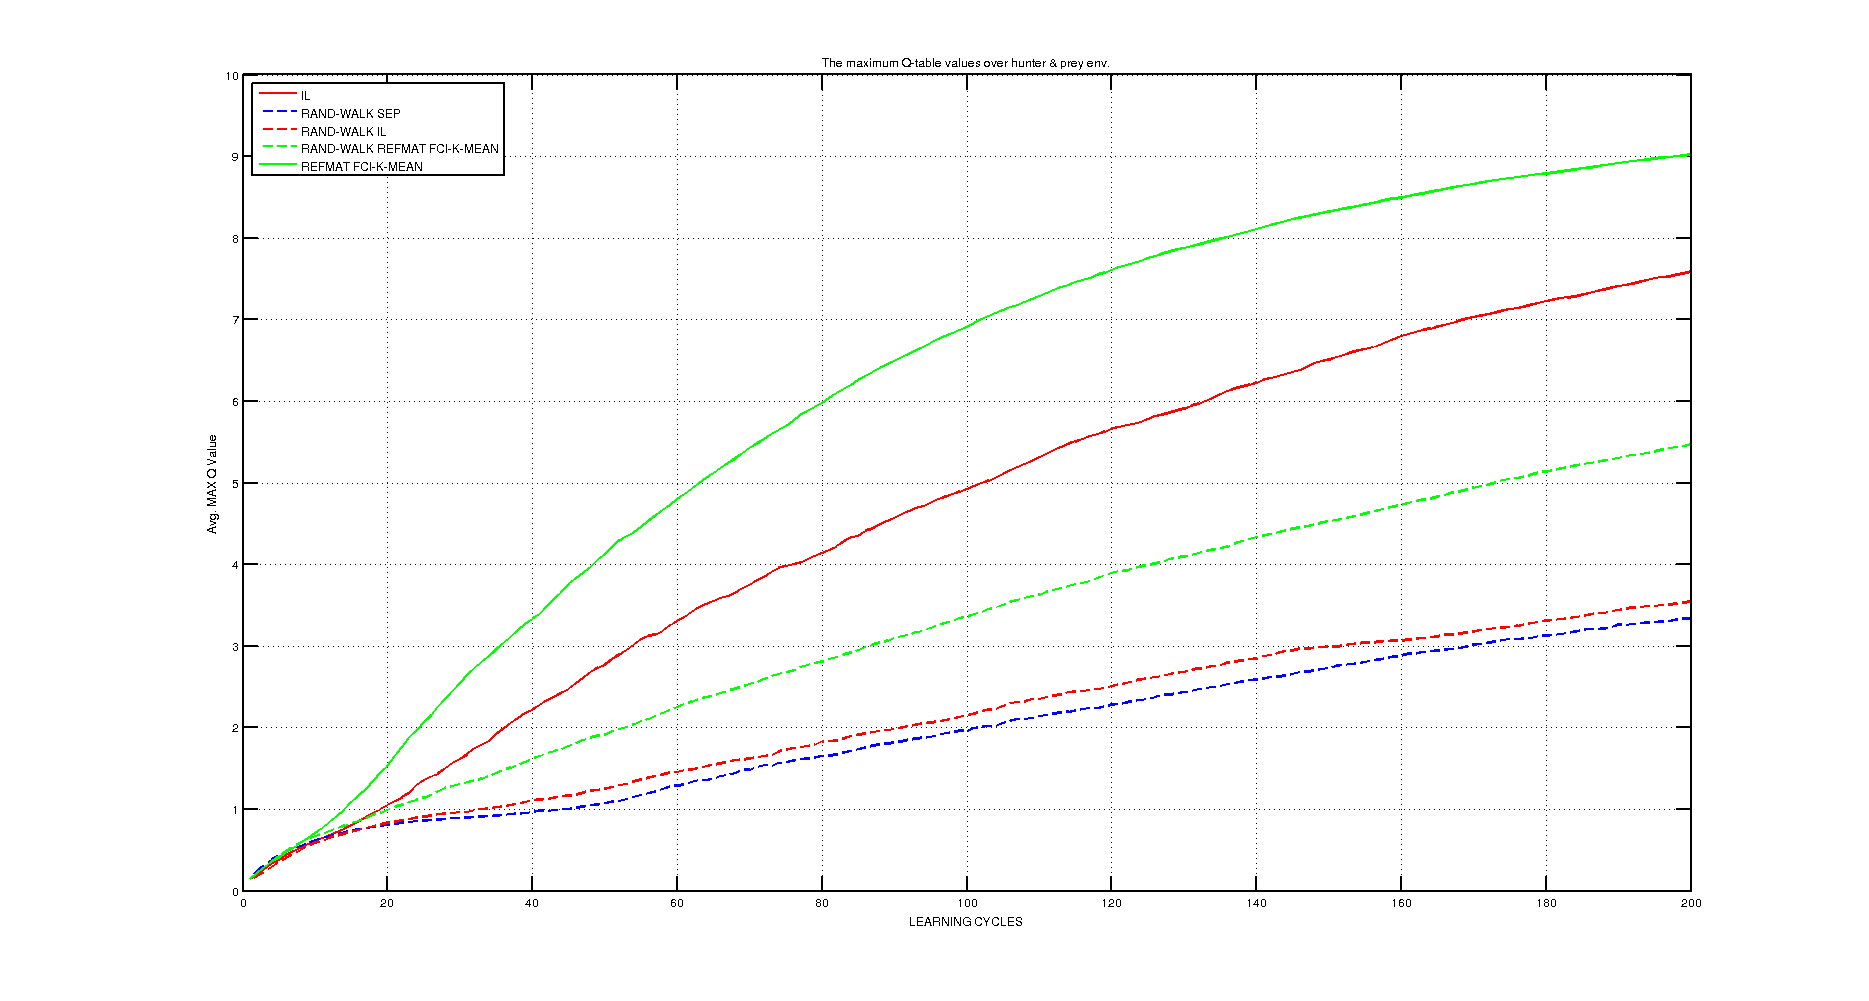 The maximum Q-table values over hunter & prey env.
IL
RAND-WALK SEP
RAND-WALK IL
RAND-WALK REFMAT FCI-K-MEAN
REFMAT FCI-K-MEAN
10
9
8
7
6
5
4
3
2
1
0
Avg. MAX Q Value
0 20 40 60 80 100 120 140 160 180 200
LEARNING CYCLES